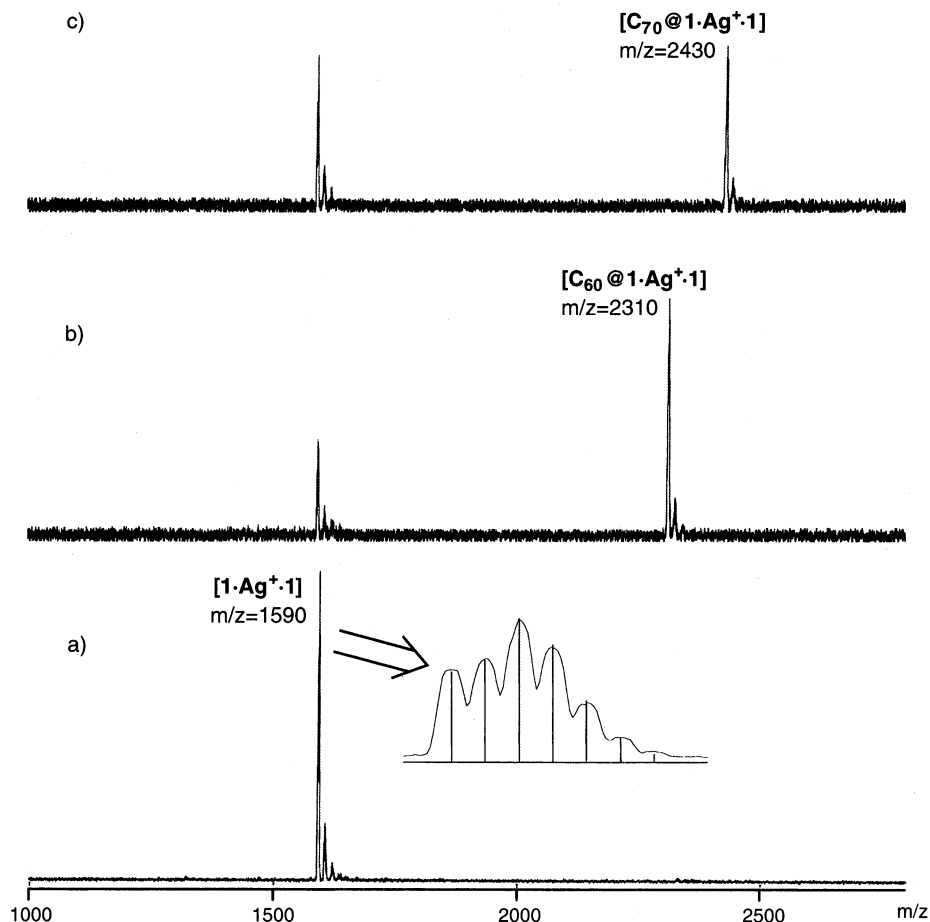 c)
[C₇₀@1·Ag⁺·1]
m/z=2430
[C₆₀@1·Ag⁺·1]
m/z=2310
b)
[1·Ag⁺·1]
m/z=1590
a)
1000 1500 2000 2500 m/z